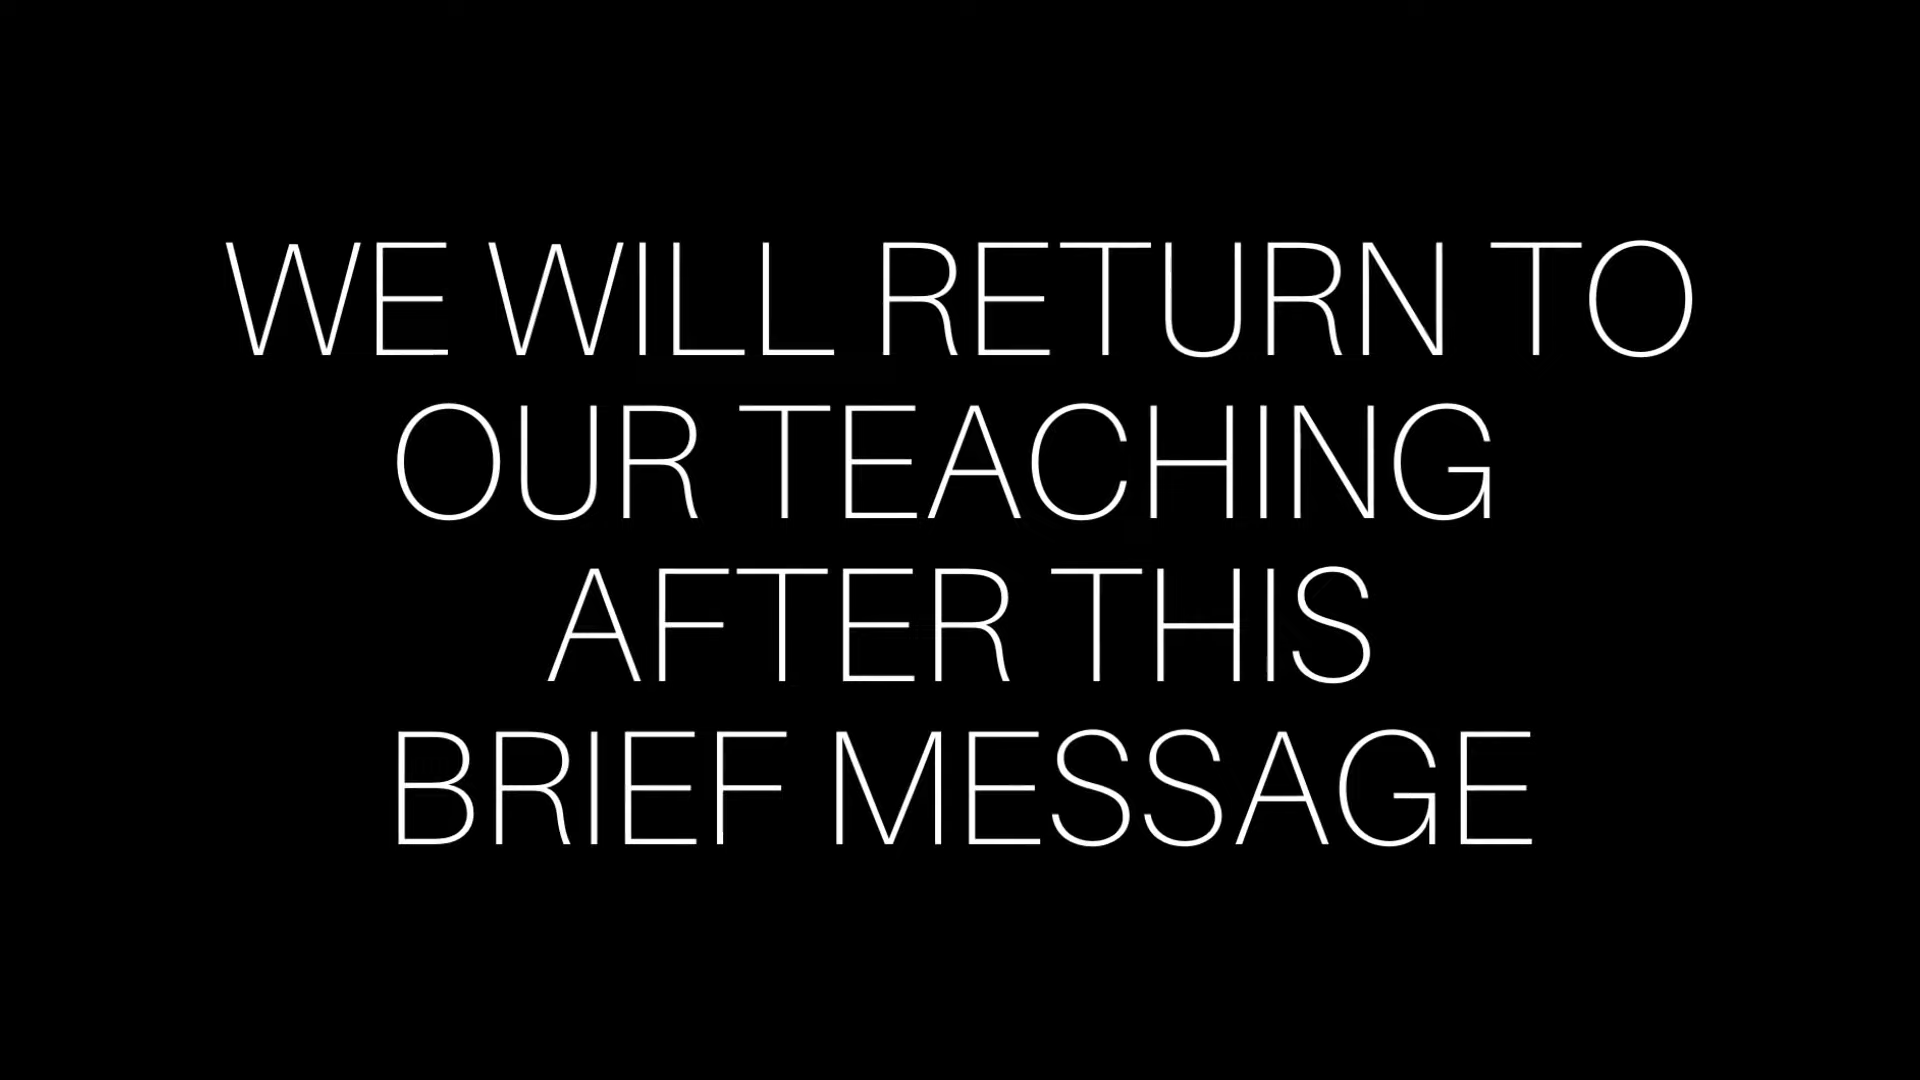 WE WILL RETURN TO
OUR TEACHING
AFTER THIS
BRIEF MESSAGE